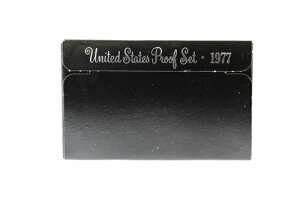 United States Proof Set • 1977